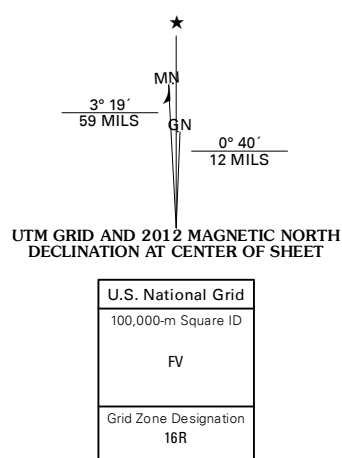 ★
MN
3° 19´
59 MILS
GN
0° 40´
12 MILS
UTM GRID AND 2012 MAGNETIC NORTH
DECLINATION AT CENTER OF SHEET
U.S. National Grid
100,000-m Square ID
FV
Grid Zone Designation
16R